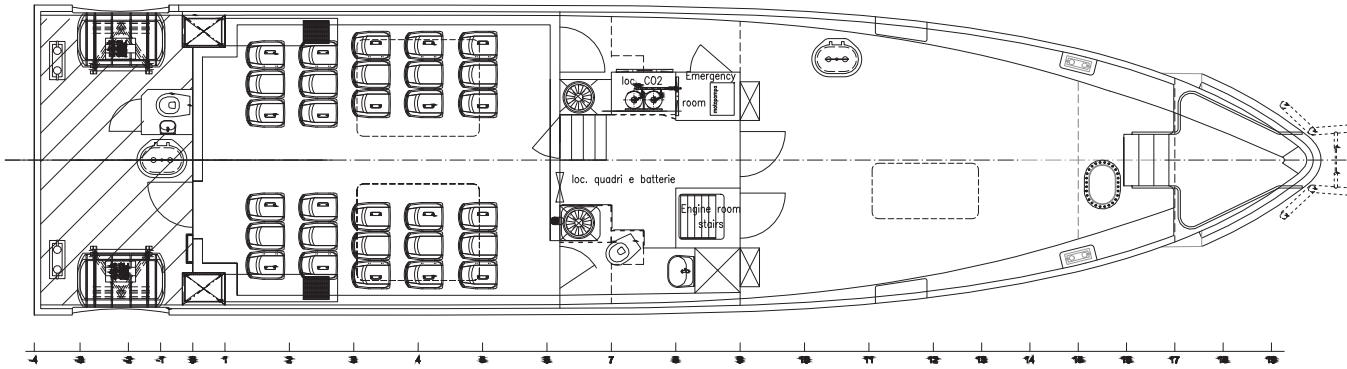 loc. CO2
Emergency
room
motopompa
loc. quadri e batterie
Engine room
stairs
-4 -3 -2 -1 0 1 2 3 4 5 6 7 8 9 10 11 12 13 14 15 16 17 18 19